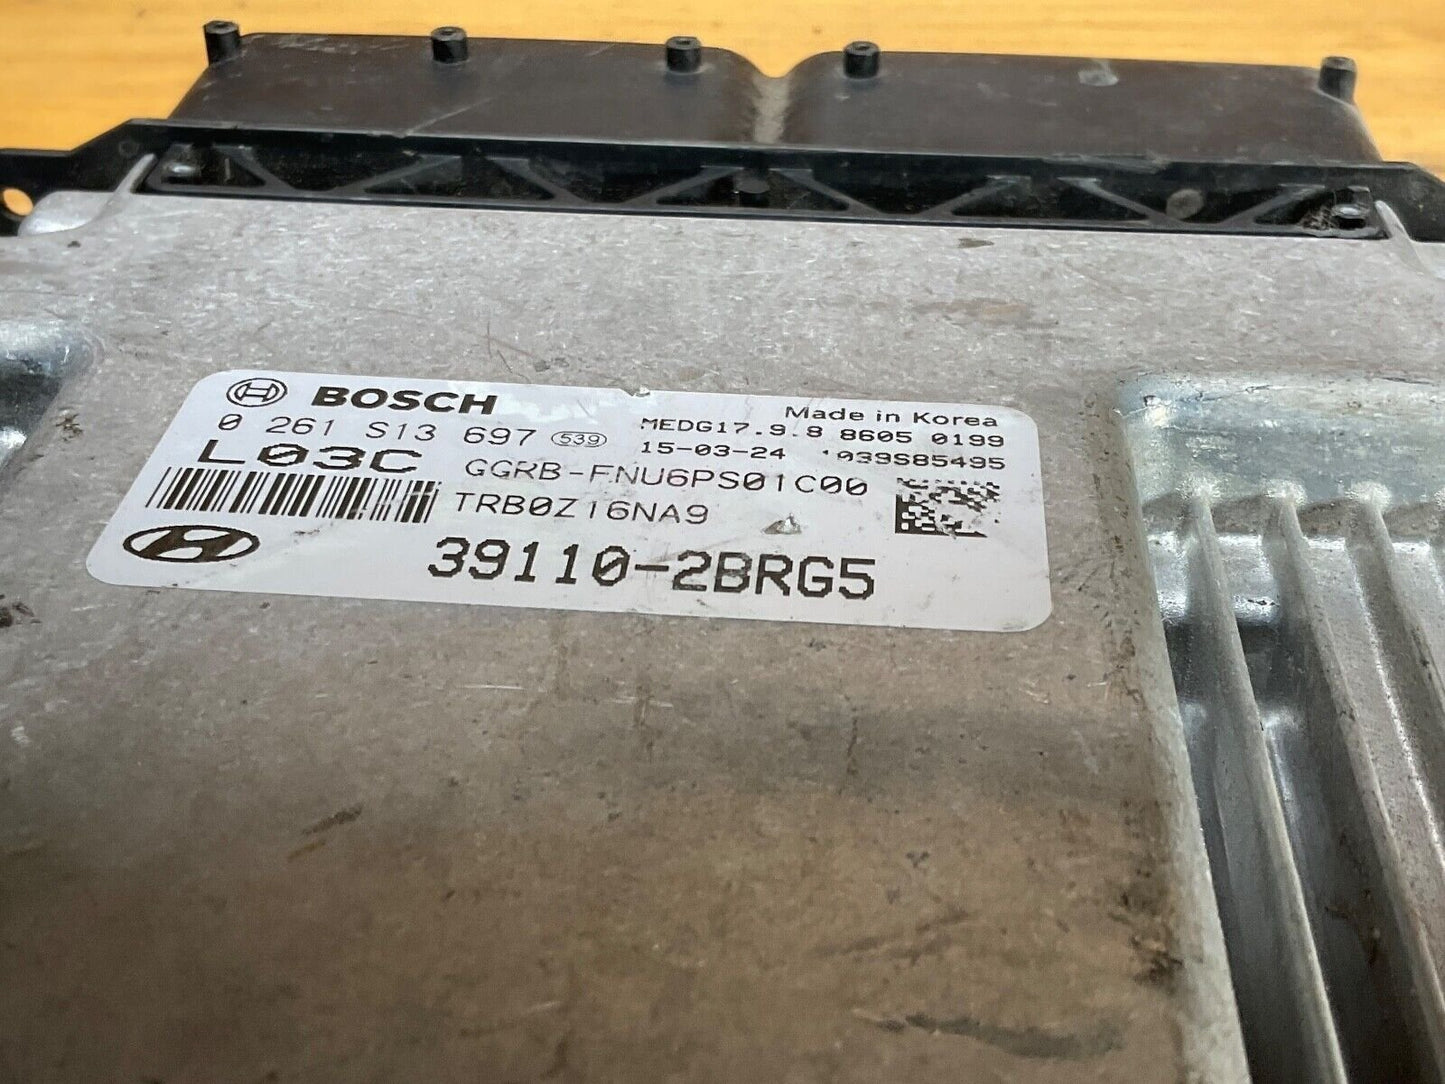 BOSCH
Made in Korea
0 261 S13 697 539
MEDG17.9.8 8605 0199
15-03-24 1039S85495
L03C
GGRB-FNU6PS01C00
TRB0Z16NA9
39110-2BRG5